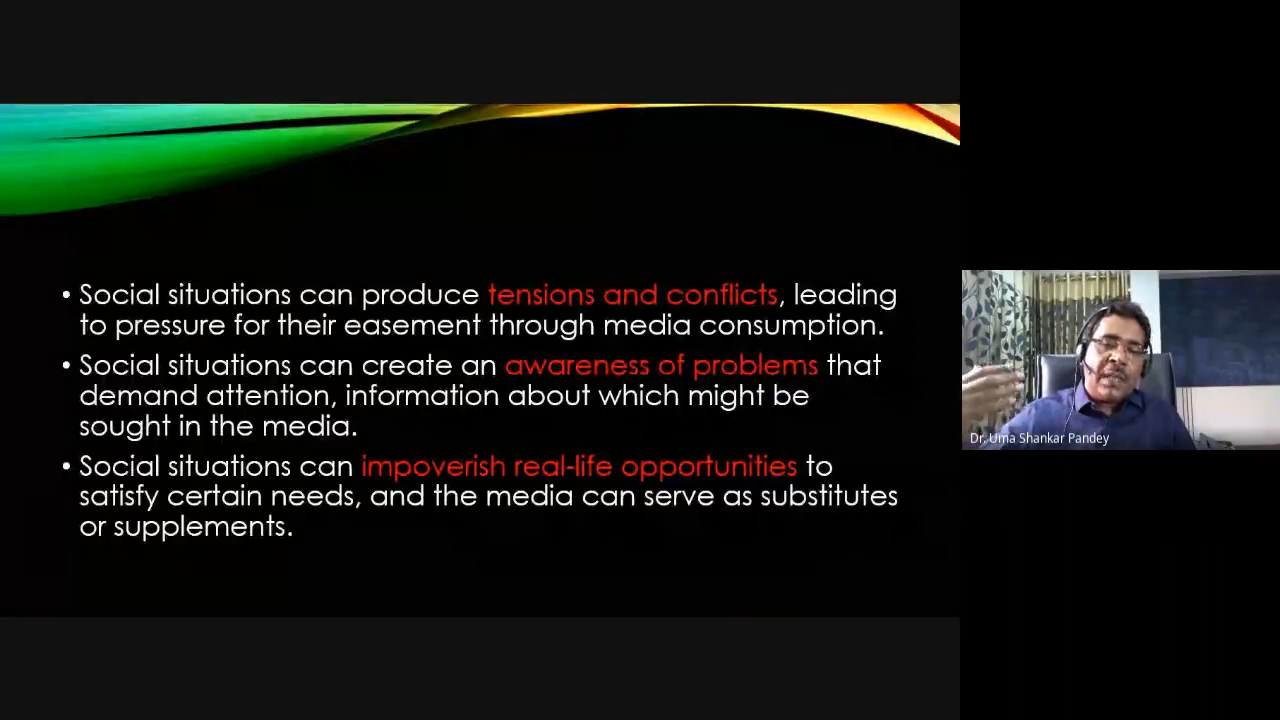 • Social situations can produce tensions and conflicts, leading
to pressure for their easement through media consumption.
• Social situations can create an awareness of problems that
demand attention, information about which might be
sought in the media.
• Social situations can impoverish real-life opportunities to
satisfy certain needs, and the media can serve as substitutes
or supplements.
Dr. Uma Shankar Pandey